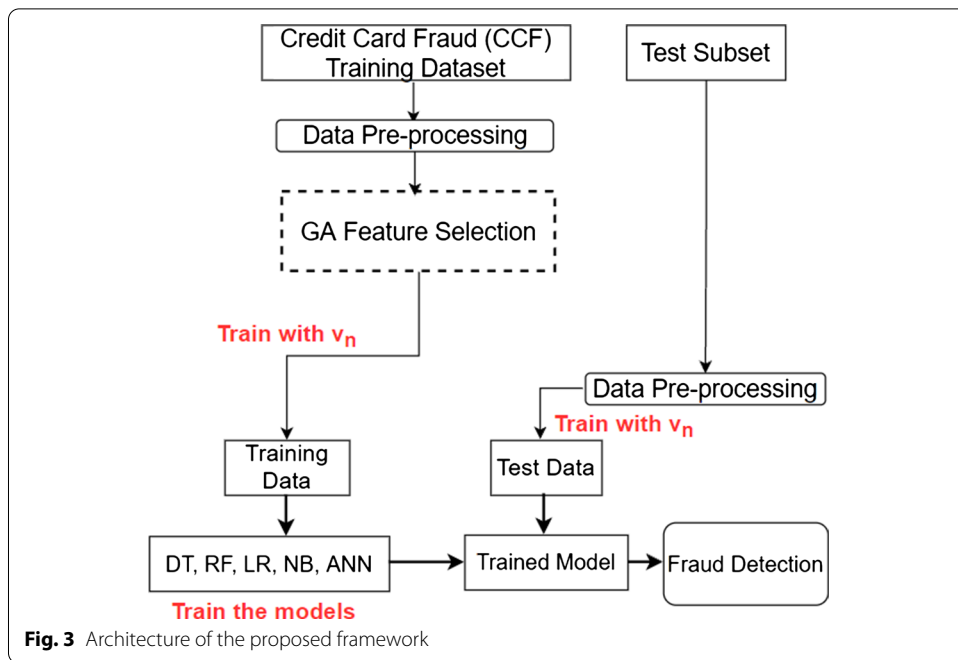 Credit Card Fraud (CCF)
Training Dataset
Test Subset
Data Pre-processing
GA Feature Selection
Train with vn
Data Pre-processing
Train with vn
Training
Data
Test Data
DT, RF, LR, NB, ANN
Trained Model
Fraud Detection
Train the models
Fig. 3 Architecture of the proposed framework